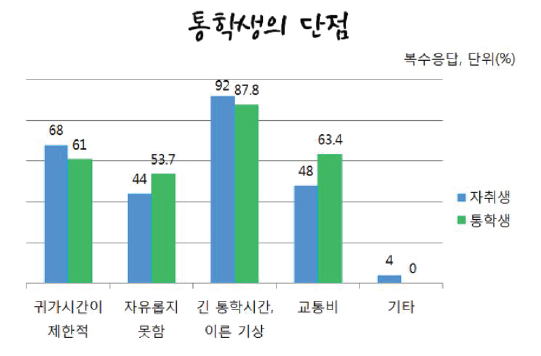 통학생의 단점
복수응답, 단위(%)
68
61
44
53.7
92
87.8
48
63.4
4
0
자취생
통학생
귀가시간이
제한적
자유롭지
못함
긴 통학시간,
이른 기상
교통비
기타